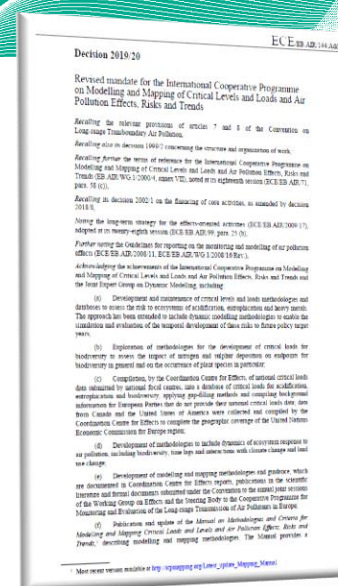 ECE/EB.AIR/144/Add
Decision 2019/20
Revised mandate for the International Cooperative Programme
on Modelling and Mapping of Critical Levels and Loads and Air
Pollution Effects, Risks and Trends
Recalling the relevant provisions of articles 7 and 8 of the Convention on
Long-range Transboundary Air Pollution,
Recalling also its decision 1999/2 concerning the structure and organization of work,
Recalling further the terms of reference for the International Cooperative Programme on
Modelling and Mapping of Critical Levels and Loads and Air Pollution Effects, Risks and
Trends (EB.AIR/WG.1/2000/4, annex VII), noted at its eighteenth session (ECE/EB.AIR/71,
para. 58 (c)),
Recalling its decision 2002/1 on the financing of core activities, as amended by decision
2018/8,
Noting the long-term strategy for the effects-oriented activities (ECE/EB.AIR/2009/17),
adopted at its twenty-eighth session (ECE/EB.AIR/99, para. 25 (b),
Further noting the Guidelines for reporting on the monitoring and modelling of air pollution
effects (ECE/EB.AIR/2008/11, ECE/EB.AIR/WG.1/2008/16/Rev.),
Acknowledging the achievements of the International Cooperative Programme on Modelling
and Mapping of Critical Levels and Loads and Air Pollution Effects, Risks and Trends and
the Joint Expert Group on Dynamic Modelling, including:
(a) Development and maintenance of critical levels and loads methodologies and
databases to assess the risk to ecosystems of acidification, eutrophication and heavy metals.
The approach has been extended to include dynamic modelling methodologies to enable the
simulation and evaluation of the temporal development of these risks to future policy target
years;
(b) Exploration of methodologies for the development of critical loads for
biodiversity to assess the impact of nitrogen and sulphur deposition on endpoints for
biodiversity in general and on the occurrence of plant species in particular;
(c) Compilation, by the Coordination Centre for Effects, of national critical loads
data submitted by national focal centres, into a database of critical loads for acidification,
eutrophication and biodiversity, applying gap-filling methods and compiling background
information for European Parties that do not provide their national critical loads data; data
from Canada and the United States of America were collected and compiled by the
Coordination Centre for Effects to complete the geographic coverage of the United Nations
Economic Commission for Europe region;
(d) Development of methodologies to include dynamics of ecosystem response to
air pollution, including biodiversity, time lags and interactions with climate change and land
use change;
(e) Development of modelling and mapping methodologies and guidance, which
are documented in Coordination Centre for Effects reports, publications in the scientific
literature and formal documents submitted under the Convention to the annual joint sessions
of the Working Group on Effects and the Steering Body to the Cooperative Programme for
Monitoring and Evaluation of the Long-range Transmission of Air Pollutants in Europe;
(f) Publication and update of the Manual on Methodologies and Criteria for
Modelling and Mapping Critical Loads and Levels and Air Pollution Effects, Risks and
Trends,¹ describing modelling and mapping methodologies. The Manual provides a
¹ Most recent version available at http://icpmapping.org/Latest_update_Mapping_Manual